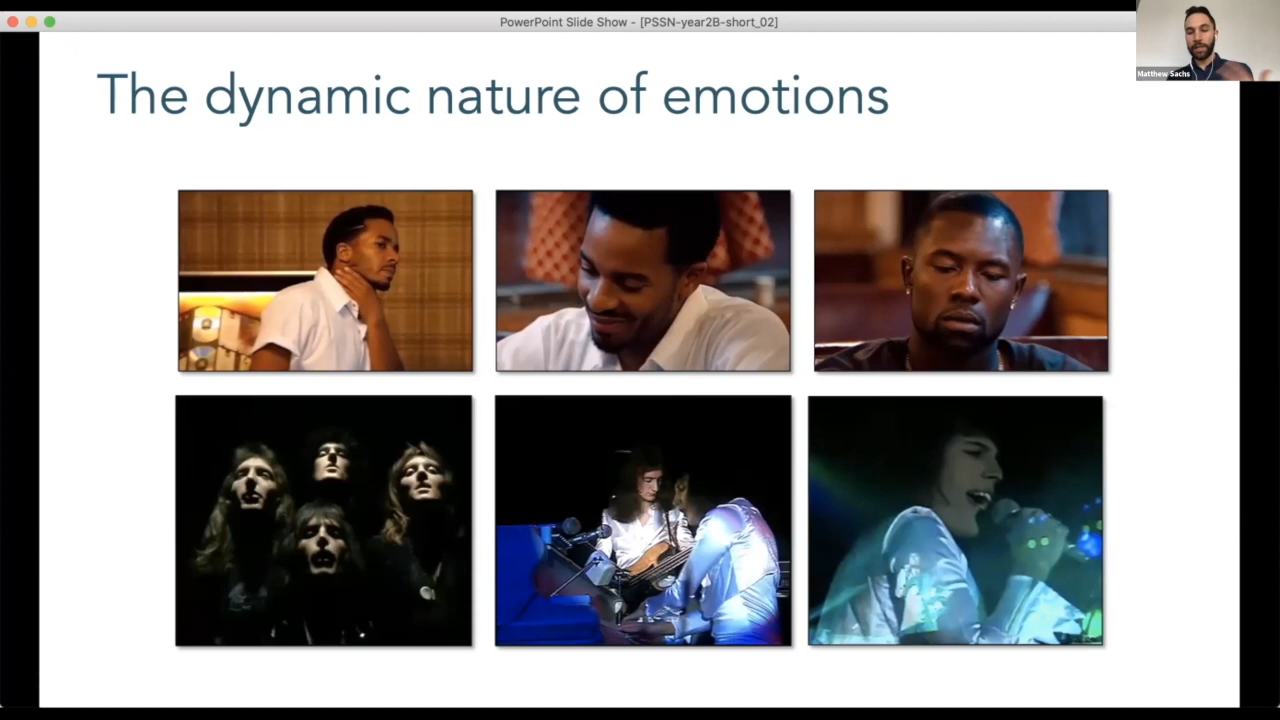 PowerPoint Slide Show - [PSSN-year2B-short_02]
Matthew Sachs
The dynamic nature of emotions